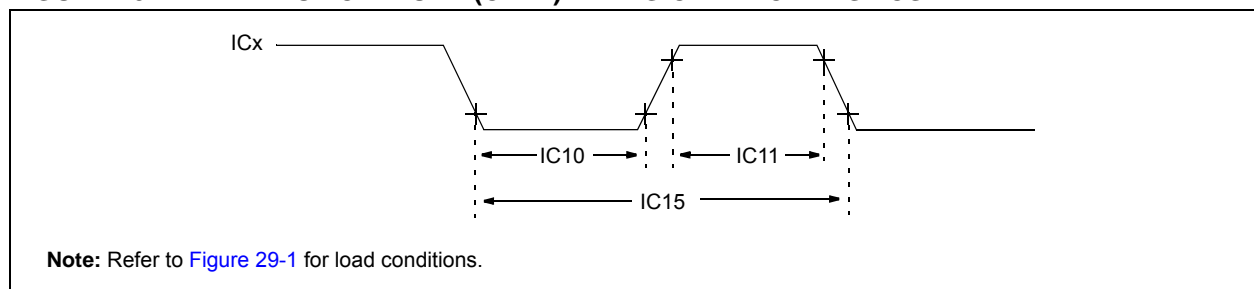 ICx
IC10
IC11
IC15
Note: Refer to Figure 29-1 for load conditions.